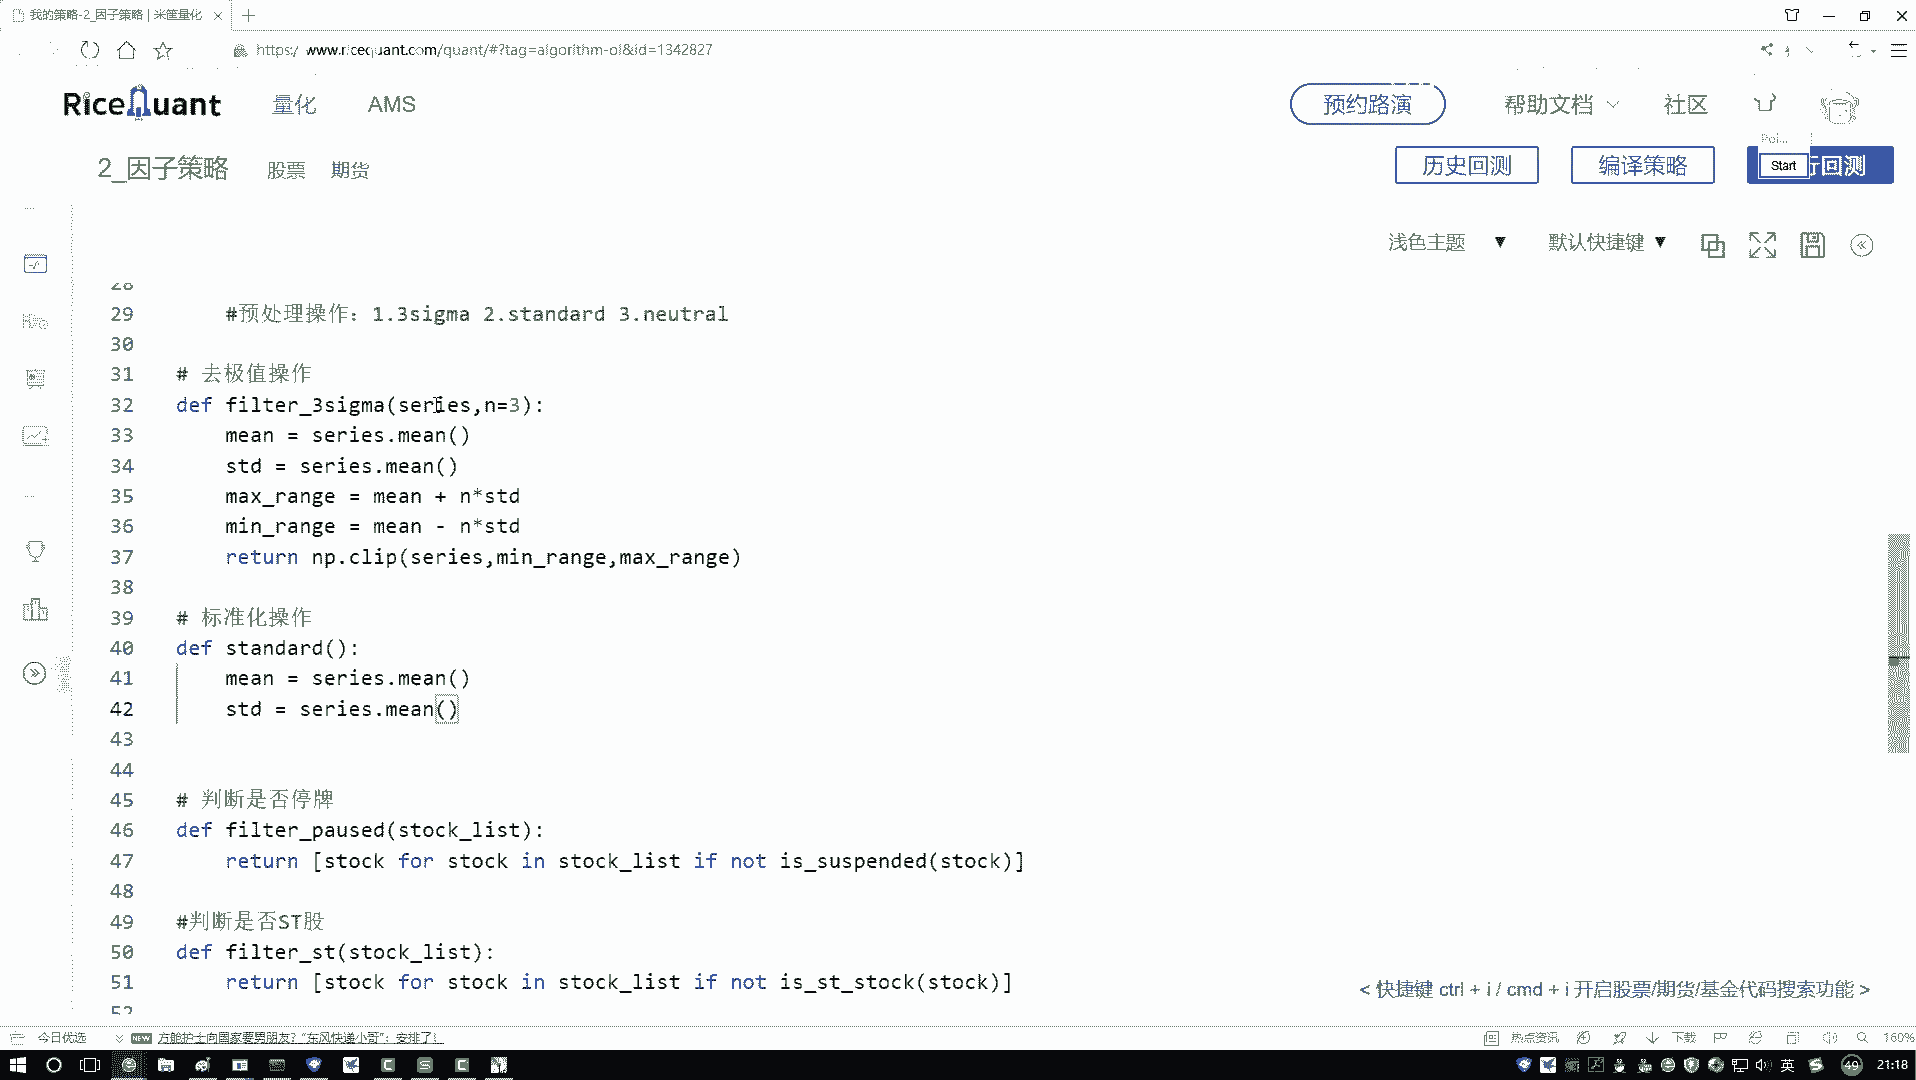 我的策略-2_因子策略 | 米筐量化
https:/ www.ricequant.com/quant/#?tag=algorithm-ol&id=1342827
RiceQuant 量化 AMS 预约路演 帮助文档 社区
2_因子策略 股票 期货 历史回测 编译策略 行回测
Poi...
Start
浅色主题 ▼ 默认快捷键 ▼
28
29 #预处理操作：1.3sigma 2.standard 3.neutral
30
31 # 去极值操作
32 def filter_3sigma(series,n=3):
33 mean = series.mean()
34 std = series.mean()
35 max_range = mean + n*std
36 min_range = mean - n*std
37 return np.clip(series,min_range,max_range)
38
39 # 标准化操作
40 def standard():
41 mean = series.mean()
42 std = series.mean()
43
44
45 # 判断是否停牌
46 def filter_paused(stock_list):
47 return [stock for stock in stock_list if not is_suspended(stock)]
48
49 #判断是否ST股
50 def filter_st(stock_list):
51 return [stock for stock in stock_list if not is_st_stock(stock)]
52
< 快捷键 ctrl + i / cmd + i 开启股票/期货/基金代码搜索功能 >
今日优选 NEW 方舱护士向国家要男朋友？“东风快递小哥”：安排了！ 热点资讯 下载 160%
英 49 21:18